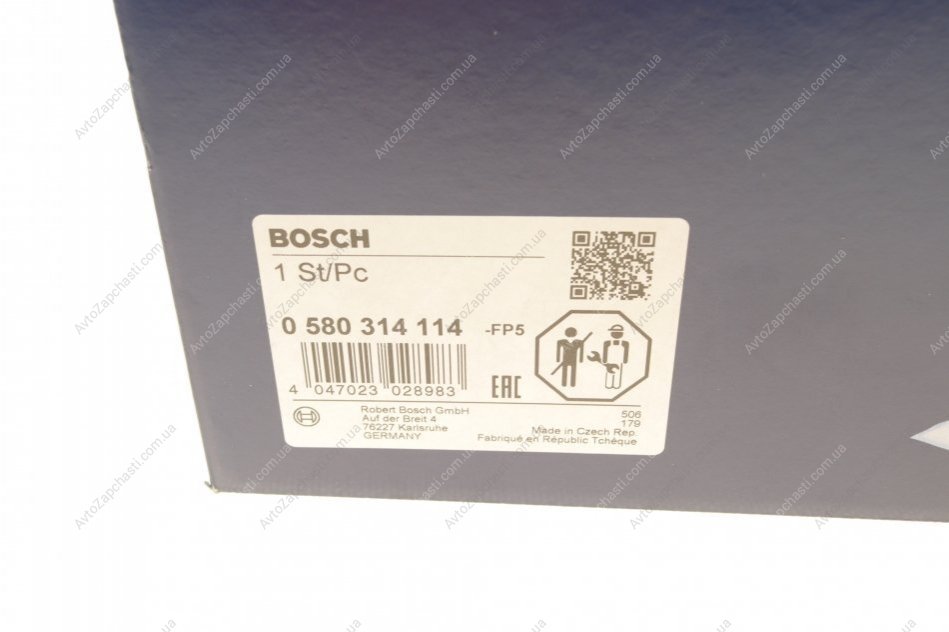 BOSCH
1 St/Pc
0 580 314 114 -FP5
4 047023 028983
EAC
Robert Bosch GmbH
Auf der Breit 4
76227 Karlsruhe
GERMANY
506
179
Made in Czech Rep.
Fabriqué en République Tchèque
AvtoZapchasti.com.ua